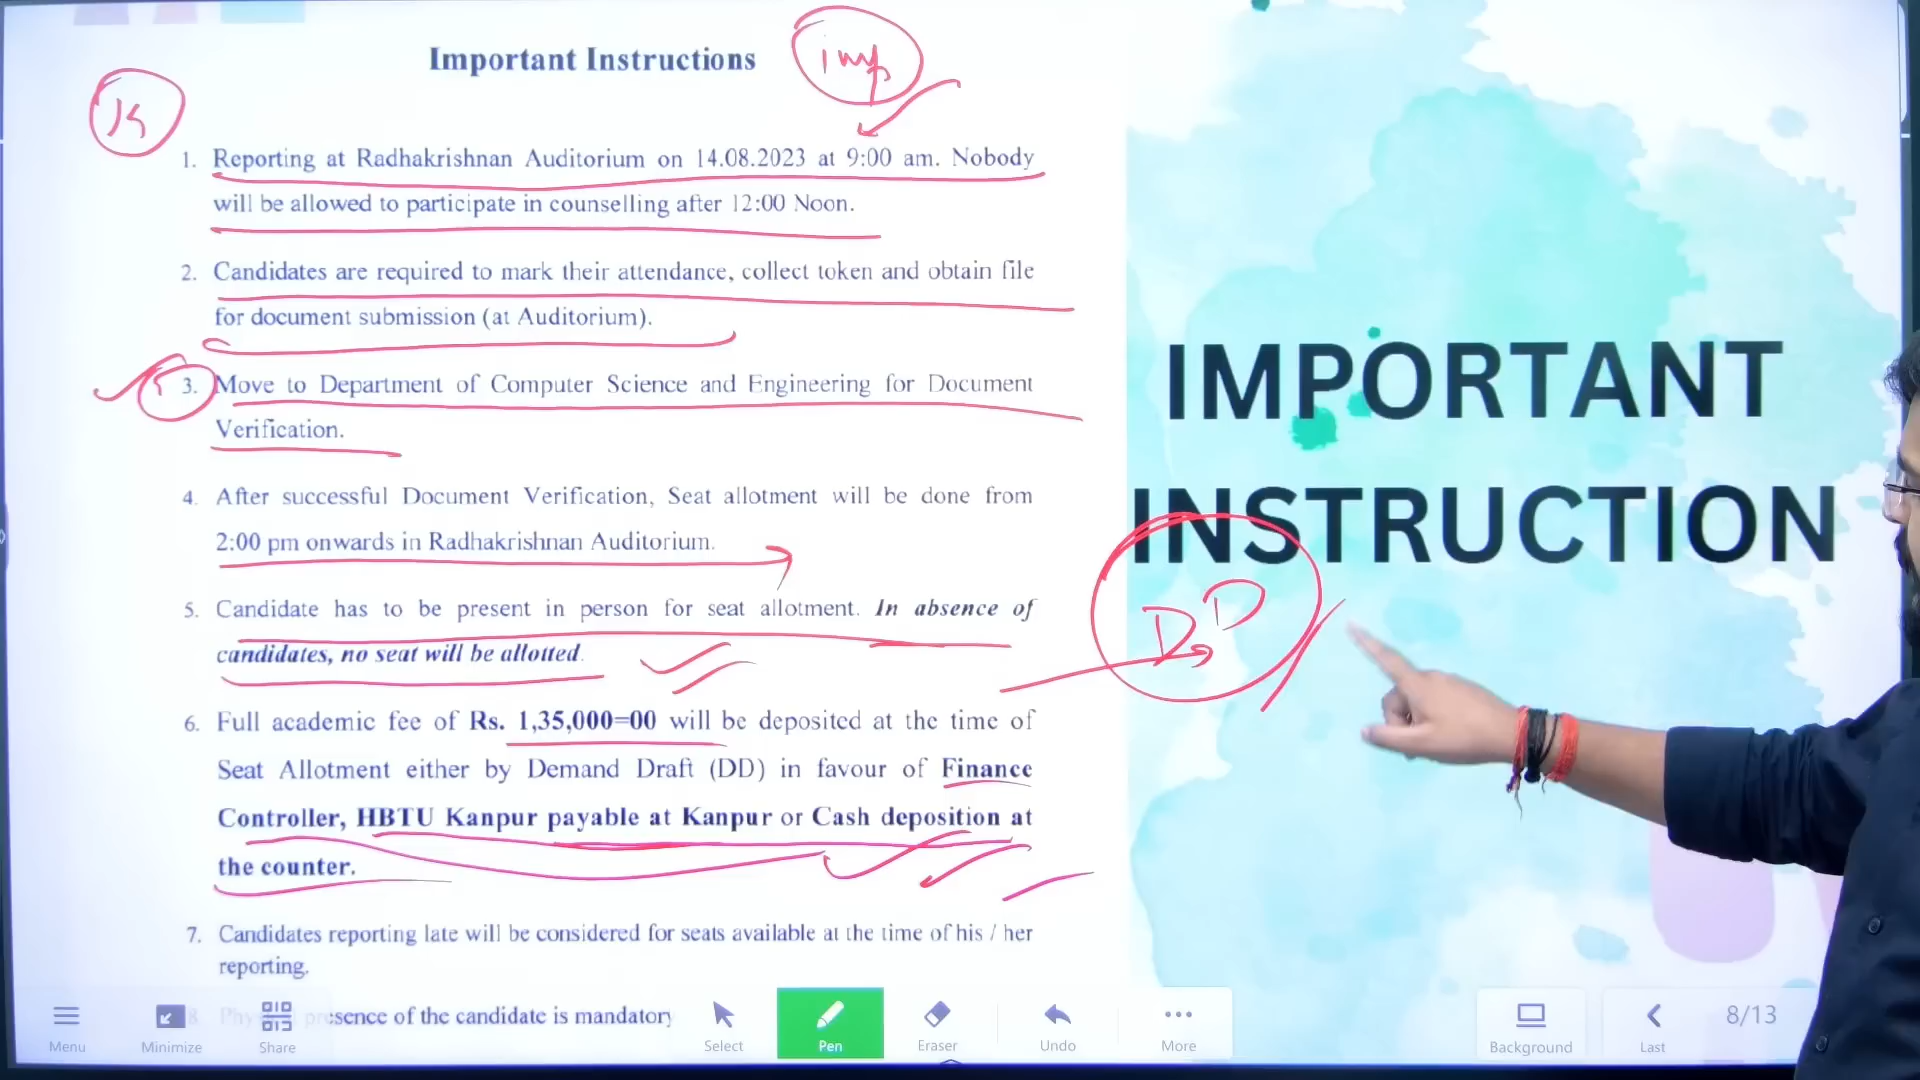 Important Instructions
imp
1. Reporting at Radhakrishnan Auditorium on 14.08.2023 at 9:00 am. Nobody
will be allowed to participate in counselling after 12:00 Noon.
2. Candidates are required to mark their attendance, collect token and obtain file
for document submission (at Auditorium).
3. Move to Department of Computer Science and Engineering for Document
Verification.
4. After successful Document Verification, Seat allotment will be done from
2:00 pm onwards in Radhakrishnan Auditorium.
5. Candidate has to be present in person for seat allotment. In absence of
candidates, no seat will be allotted.
6. Full academic fee of Rs. 1,35,000=00 will be deposited at the time of
Seat Allotment either by Demand Draft (DD) in favour of Finance
Controller, HBTU Kanpur payable at Kanpur or Cash deposition at
the counter.
7. Candidates reporting late will be considered for seats available at the time of his / her
reporting.
8. presence of the candidate is mandatory
IMPORTANT
INSTRUCTION
DD
Menu
Minimize
Share
Select
Pen
Eraser
Undo
More
Background
Last
8/13